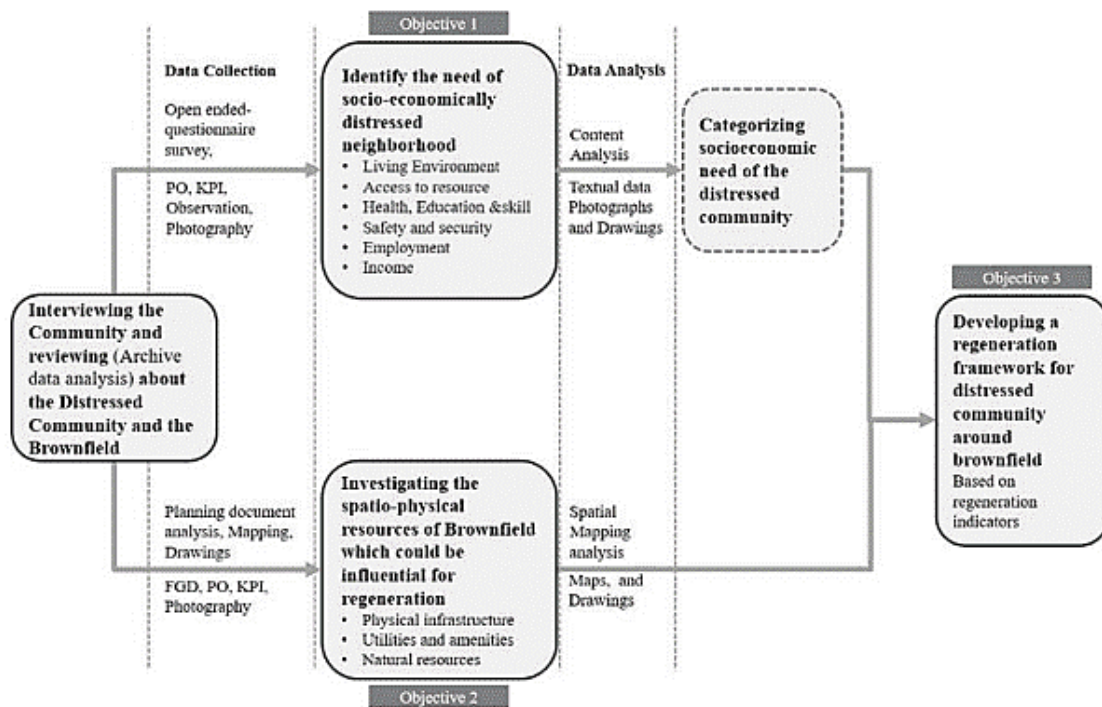 Objective 1
Data Collection
Open ended-
questionnaire
survey,
PO, KPI,
Observation,
Photography
Identify the need of
socio-economically
distressed
neighborhood
• Living Environment
• Access to resource
• Health, Education &skill
• Safety and security
• Employment
• Income
Data Analysis
Content
Analysis
Textual data
Photographs
and Drawings
Categorizing
socioeconomic
need of the
distressed
community
Interviewing the
Community and
reviewing (Archive
data analysis) about
the Distressed
Community and the
Brownfield
Planning document
analysis, Mapping,
Drawings
FGD, PO, KPI,
Photography
Investigating the
spatio-physical
resources of Brownfield
which could be
influential for
regeneration
• Physical infrastructure
• Utilities and amenities
• Natural resources
Objective 2
Spatial
Mapping
analysis
Maps, and
Drawings
Objective 3
Developing a
regeneration
framework for
distressed
community
around
brownfield
Based on
regeneration
indicators